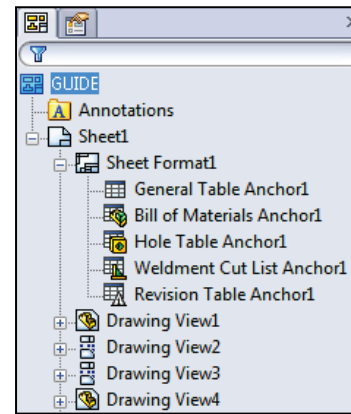 GUIDE
Annotations
Sheet1
Sheet Format1
General Table Anchor1
Bill of Materials Anchor1
Hole Table Anchor1
Weldment Cut List Anchor1
Revision Table Anchor1
Drawing View1
Drawing View2
Drawing View3
Drawing View4